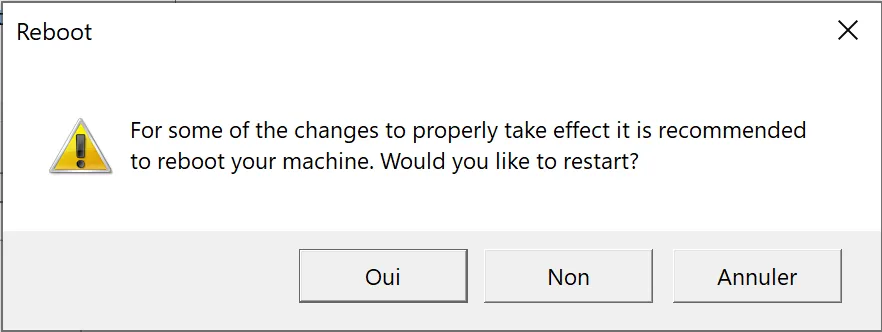 Reboot
For some of the changes to properly take effect it is recommended
to reboot your machine. Would you like to restart?
Oui
Non
Annuler